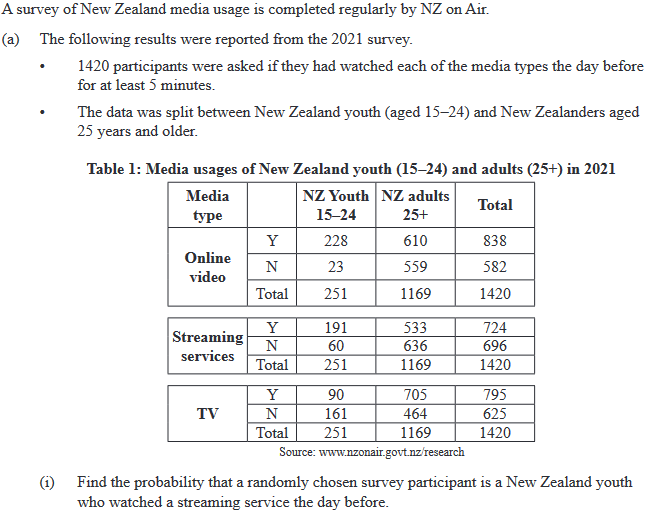 A survey of New Zealand media usage is completed regularly by NZ on Air.
(a) The following results were reported from the 2021 survey.
• 1420 participants were asked if they had watched each of the media types the day before
for at least 5 minutes.
• The data was split between New Zealand youth (aged 15–24) and New Zealanders aged
25 years and older.
Table 1: Media usages of New Zealand youth (15–24) and adults (25+) in 2021
Media type NZ Youth 15–24 NZ adults 25+ Total
Online video
Y 228 610 838
N 23 559 582
Total 251 1169 1420
Streaming services
Y 191 533 724
N 60 636 696
Total 251 1169 1420
TV
Y 90 705 795
N 161 464 625
Total 251 1169 1420
Source: www.nzonair.govt.nz/research
(i) Find the probability that a randomly chosen survey participant is a New Zealand youth
who watched a streaming service the day before.